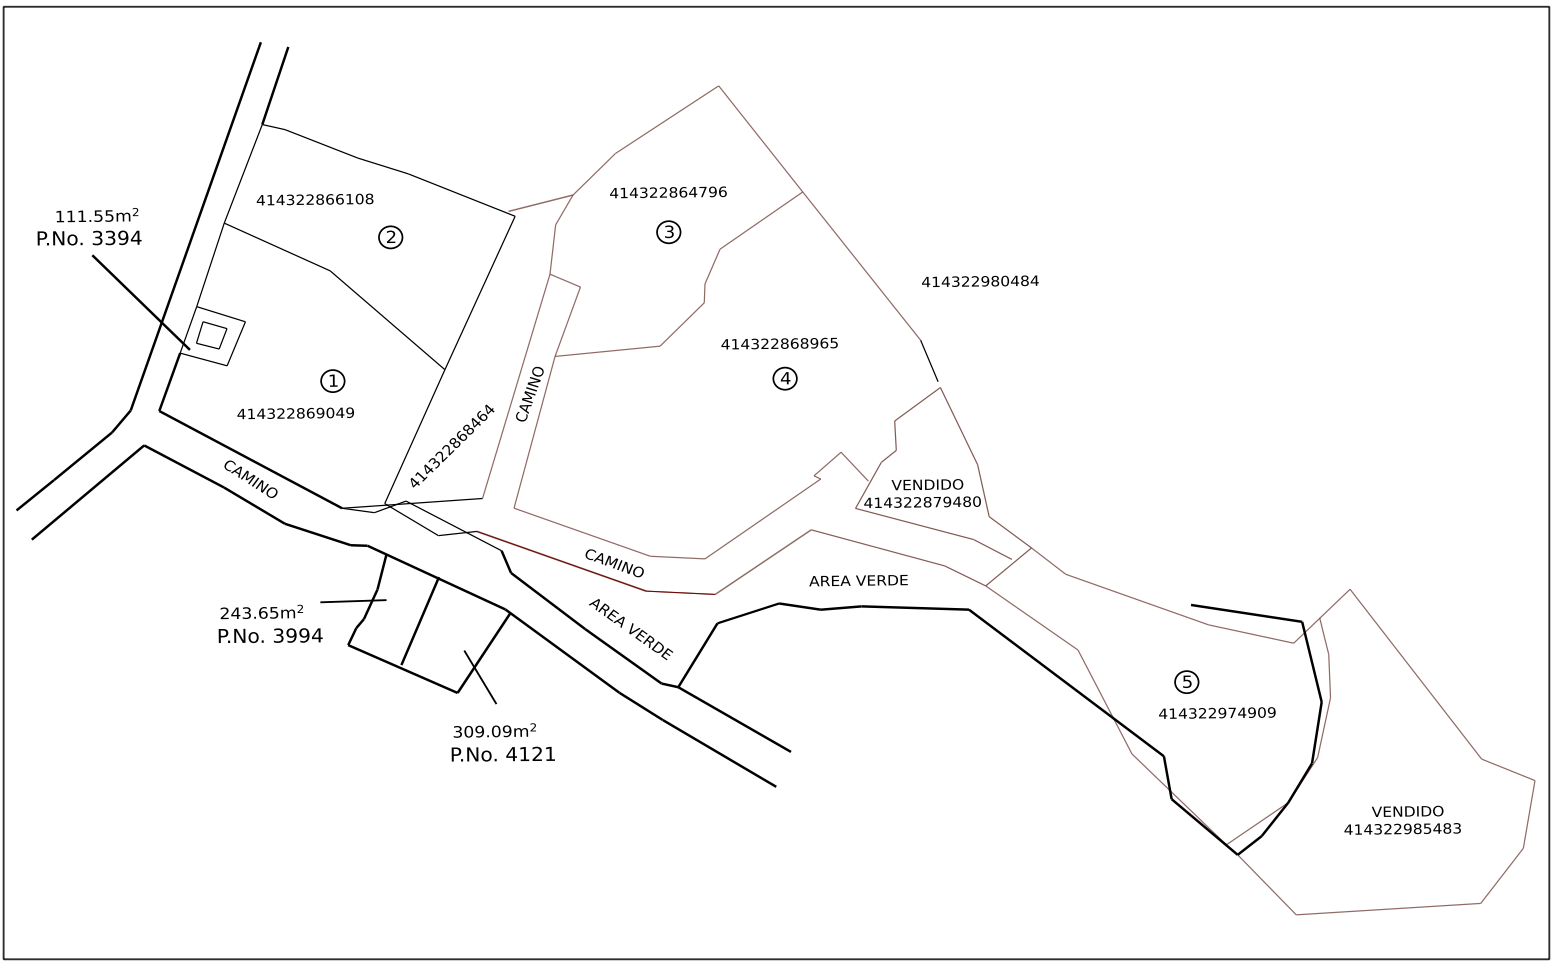 414322866108
2
111.55m²
P.No. 3394
1
414322869049
414322868464
CAMINO
CAMINO
414322864796
3
414322980484
414322868965
4
VENDIDO
414322879480
CAMINO
AREA VERDE
AREA VERDE
243.65m²
P.No. 3994
309.09m²
P.No. 4121
5
414322974909
VENDIDO
414322985483